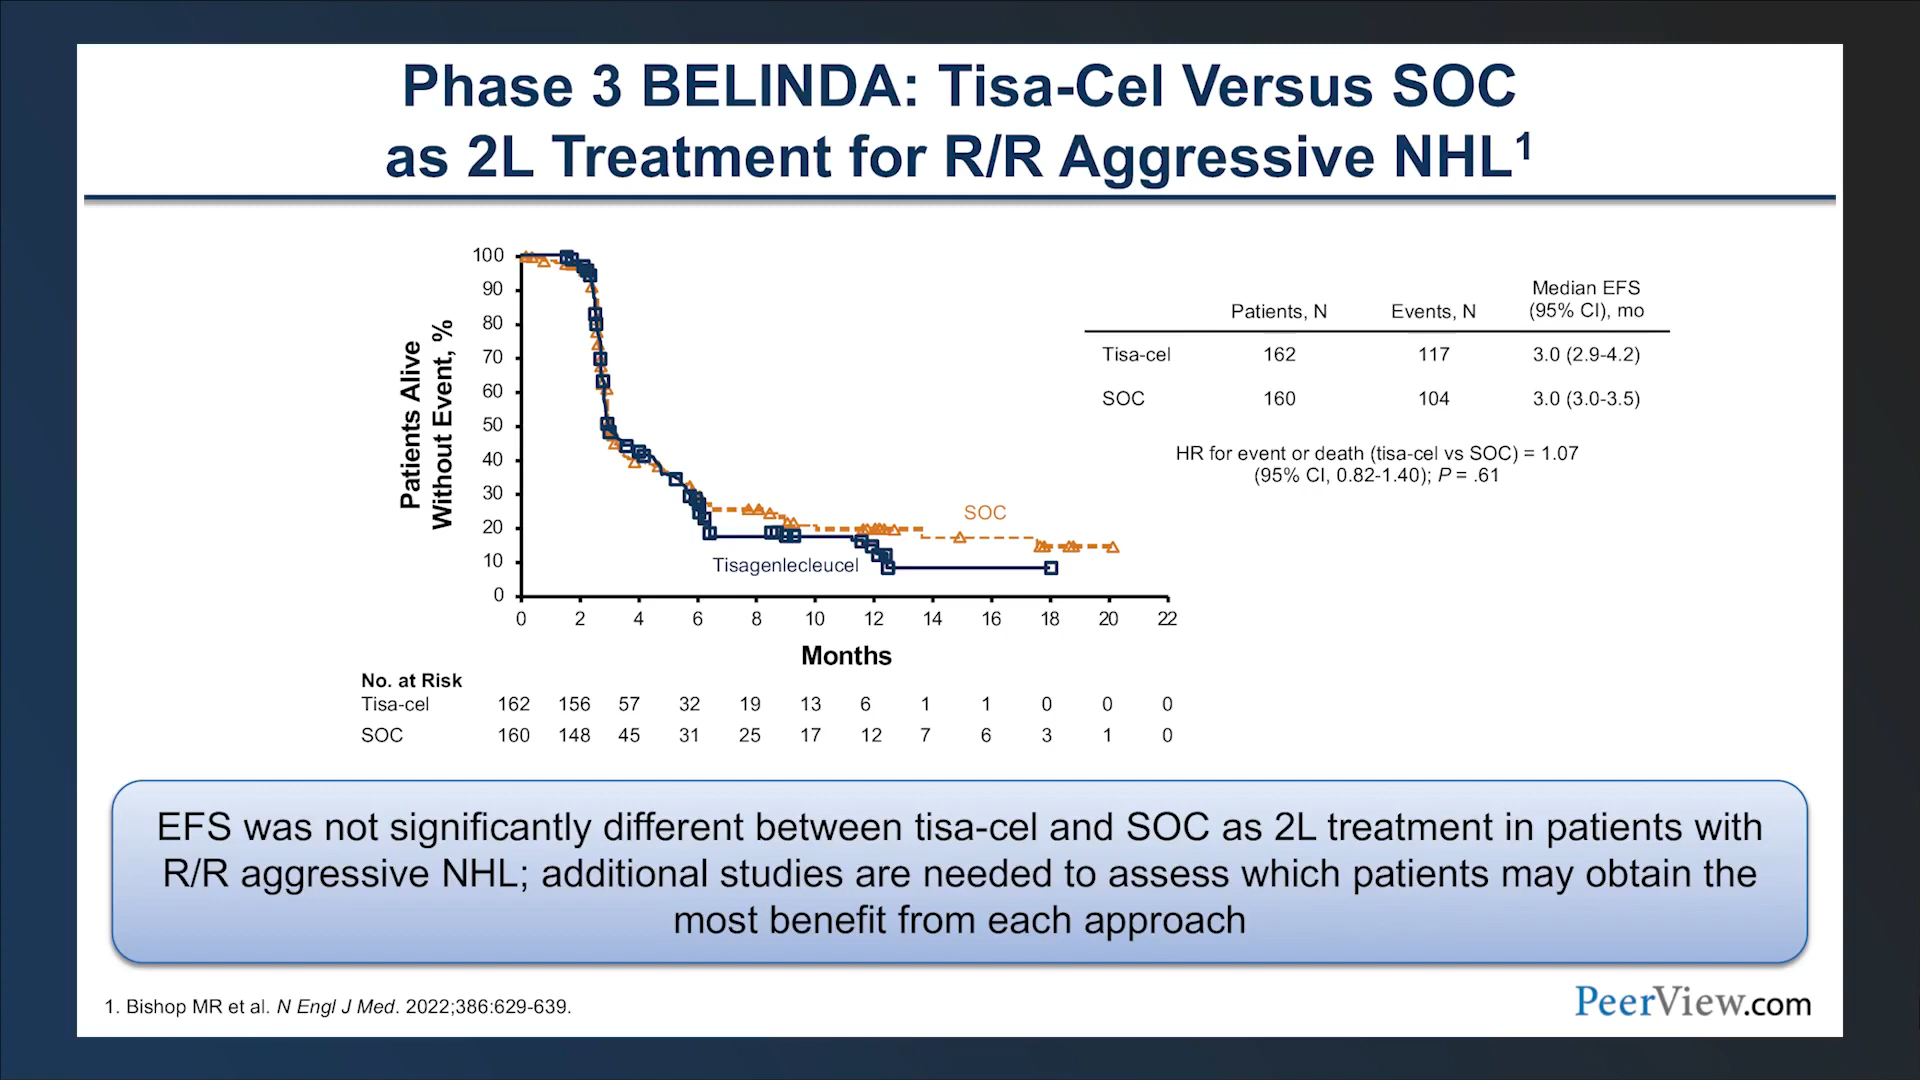 Phase 3 BELINDA: Tisa-Cel Versus SOC
as 2L Treatment for R/R Aggressive NHL¹
Patients Alive
Without Event, %
100
90
80
70
60
50
40
30
20
10
0
SOC
Tisagenlecleucel
0 2 4 6 8 10 12 14 16 18 20 22
Months
Median EFS
Patients, N Events, N (95% CI), mo
Tisa-cel 162 117 3.0 (2.9-4.2)
SOC 160 104 3.0 (3.0-3.5)
HR for event or death (tisa-cel vs SOC) = 1.07
(95% CI, 0.82-1.40); P = .61
No. at Risk
Tisa-cel 162 156 57 32 19 13 6 1 1 0 0 0
SOC 160 148 45 31 25 17 12 7 6 3 1 0
EFS was not significantly different between tisa-cel and SOC as 2L treatment in patients with
R/R aggressive NHL; additional studies are needed to assess which patients may obtain the
most benefit from each approach
1. Bishop MR et al. N Engl J Med. 2022;386:629-639.
PeerView.com